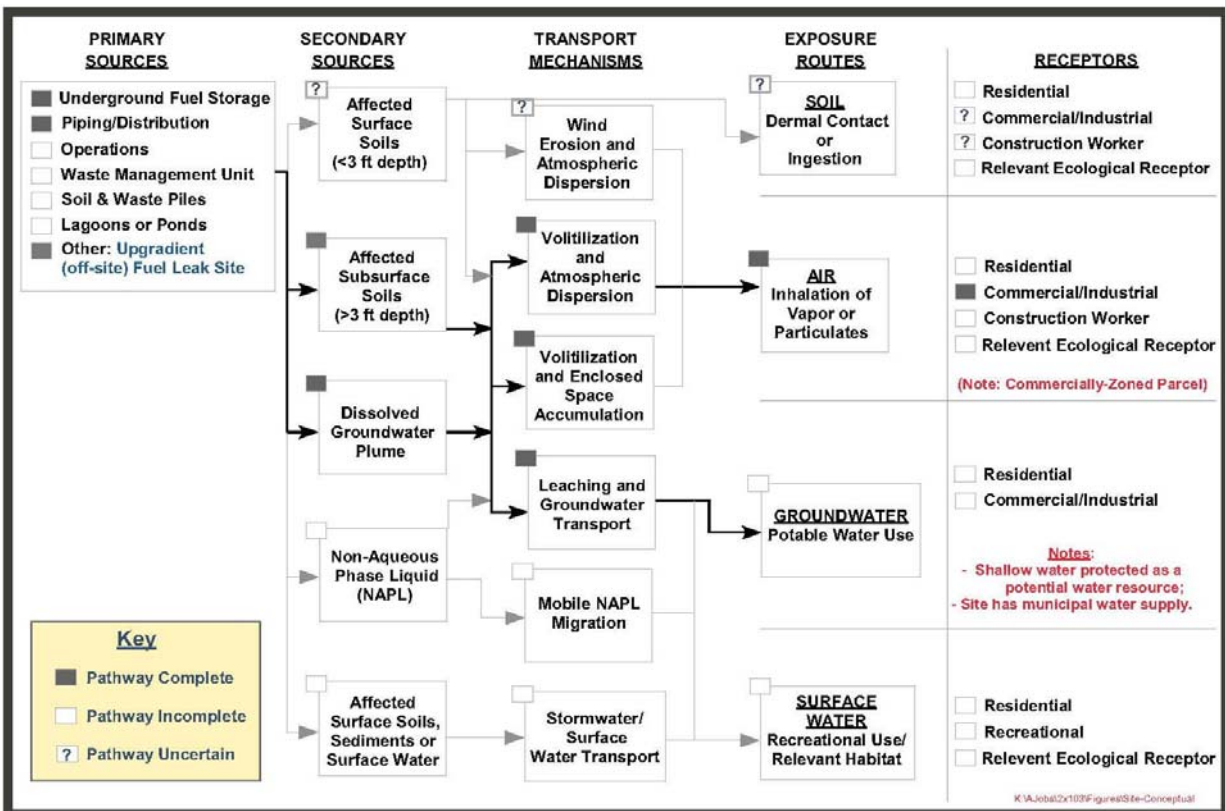 PRIMARY
SOURCES
Underground Fuel Storage
Piping/Distribution
Operations
Waste Management Unit
Soil & Waste Piles
Lagoons or Ponds
Other: Upgradient
(off-site) Fuel Leak Site
SECONDARY
SOURCES
?
Affected
Surface
Soils
(<3 ft depth)
Affected
Subsurface
Soils
(>3 ft depth)
Dissolved
Groundwater
Plume
Non-Aqueous
Phase Liquid
(NAPL)
Affected
Surface Soils,
Sediments or
Surface Water
TRANSPORT
MECHANISMS
?
Wind
Erosion and
Atmospheric
Dispersion
Volitilization
and
Atmospheric
Dispersion
Volitilization
and Enclosed
Space
Accumulation
Leaching and
Groundwater
Transport
Mobile NAPL
Migration
Stormwater/
Surface
Water Transport
EXPOSURE
ROUTES
?
SOIL
Dermal Contact
or
Ingestion
AIR
Inhalation of
Vapor or
Particulates
GROUNDWATER
Potable Water Use
SURFACE
WATER
Recreational Use/
Relevant Habitat
RECEPTORS
Residential
? Commercial/Industrial
? Construction Worker
Relevant Ecological Receptor
Residential
Commercial/Industrial
Construction Worker
Relevent Ecological Receptor
(Note: Commercially-Zoned Parcel)
Residential
Commercial/Industrial
Notes:
- Shallow water protected as a
potential water resource;
- Site has municipal water supply.
Residential
Recreational
Relevent Ecological Receptor
Key
Pathway Complete
Pathway Incomplete
? Pathway Uncertain
K:\AJobs\2x103\Figures\Site-Conceptual